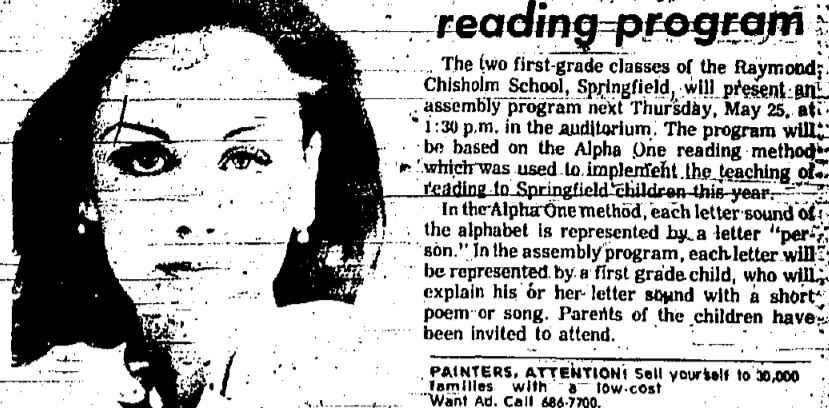 reading program
The two first-grade classes of the Raymond
Chisholm School, Springfield, will present an
assembly program next Thursday, May 25, at
1:30 p.m. in the auditorium. The program will
be based on the Alpha One reading method
which was used to implement the teaching of
reading to Springfield children this year.
In the Alpha One method, each letter sound of
the alphabet is represented by a letter "per-
son." In the assembly program, each letter will
be represented by a first grade child, who will
explain his or her letter sound with a short
poem or song. Parents of the children have
been invited to attend.
PAINTERS, ATTENTION! Sell yourself to 30,000
families with a low-cost
Want Ad. Call 686-7700.